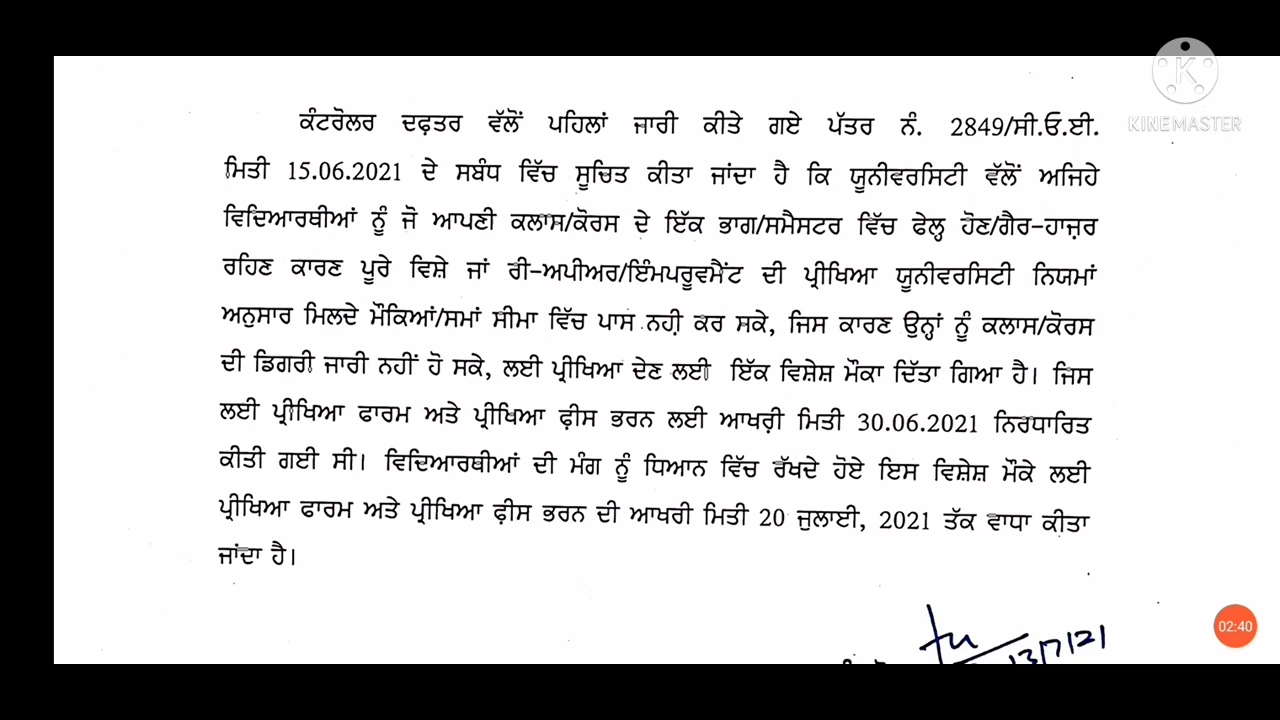 ਕੰਟਰੋਲਰ ਦਫ਼ਤਰ ਵੱਲੋਂ ਪਹਿਲਾਂ ਜਾਰੀ ਕੀਤੇ ਗਏ ਪੱਤਰ ਨੰ. 2849/ਸੀ.ਓ.ਈ.
ਮਿਤੀ 15.06.2021 ਦੇ ਸਬੰਧ ਵਿੱਚ ਸੂਚਿਤ ਕੀਤਾ ਜਾਂਦਾ ਹੈ ਕਿ ਯੂਨੀਵਰਸਿਟੀ ਵੱਲੋਂ ਅਜਿਹੇ
ਵਿਦਿਆਰਥੀਆਂ ਨੂੰ ਜੋ ਆਪਣੀ ਕਲਾਸ/ਕੋਰਸ ਦੇ ਇੱਕ ਭਾਗ/ਸਮੈਸਟਰ ਵਿੱਚ ਫੇਲ੍ਹ ਹੋਣ/ਗੈਰ-ਹਾਜ਼ਰ
ਰਹਿਣ ਕਾਰਣ ਪੂਰੇ ਵਿਸ਼ੇ ਜਾਂ ਰੀ-ਅਪੀਅਰ/ਇੰਮਪਰੂਵਮੈਂਟ ਦੀ ਪ੍ਰੀਖਿਆ ਯੂਨੀਵਰਸਿਟੀ ਨਿਯਮਾਂ
ਅਨੁਸਾਰ ਮਿਲਦੇ ਮੌਕਿਆਂ/ਸਮਾਂ ਸੀਮਾ ਵਿੱਚ ਪਾਸ ਨਹੀ ਕਰ ਸਕੇ, ਜਿਸ ਕਾਰਣ ਉਨ੍ਹਾਂ ਨੂੰ ਕਲਾਸ/ਕੋਰਸ
ਦੀ ਡਿਗਰੀ ਜਾਰੀ ਨਹੀਂ ਹੋ ਸਕੇ, ਲਈ ਪ੍ਰੀਖਿਆ ਦੇਣ ਲਈ ਇੱਕ ਵਿਸ਼ੇਸ਼ ਮੌਕਾ ਦਿੱਤਾ ਗਿਆ ਹੈ। ਜਿਸ
ਲਈ ਪ੍ਰੀਖਿਆ ਫਾਰਮ ਅਤੇ ਪ੍ਰੀਖਿਆ ਫ਼ੀਸ ਭਰਨ ਲਈ ਆਖਰੀ ਮਿਤੀ 30.06.2021 ਨਿਰਧਾਰਿਤ
ਕੀਤੀ ਗਈ ਸੀ। ਵਿਦਿਆਰਥੀਆਂ ਦੀ ਮੰਗ ਨੂੰ ਧਿਆਨ ਵਿੱਚ ਰੱਖਦੇ ਹੋਏ ਇਸ ਵਿਸ਼ੇਸ਼ ਮੌਕੇ ਲਈ
ਪ੍ਰੀਖਿਆ ਫਾਰਮ ਅਤੇ ਪ੍ਰੀਖਿਆ ਫ਼ੀਸ ਭਰਨ ਦੀ ਆਖਰੀ ਮਿਤੀ 20 ਜੁਲਾਈ, 2021 ਤੱਕ ਵਾਧਾ ਕੀਤਾ
ਜਾਂਦਾ ਹੈ।
13/7/21
KINEMASTER
02:40